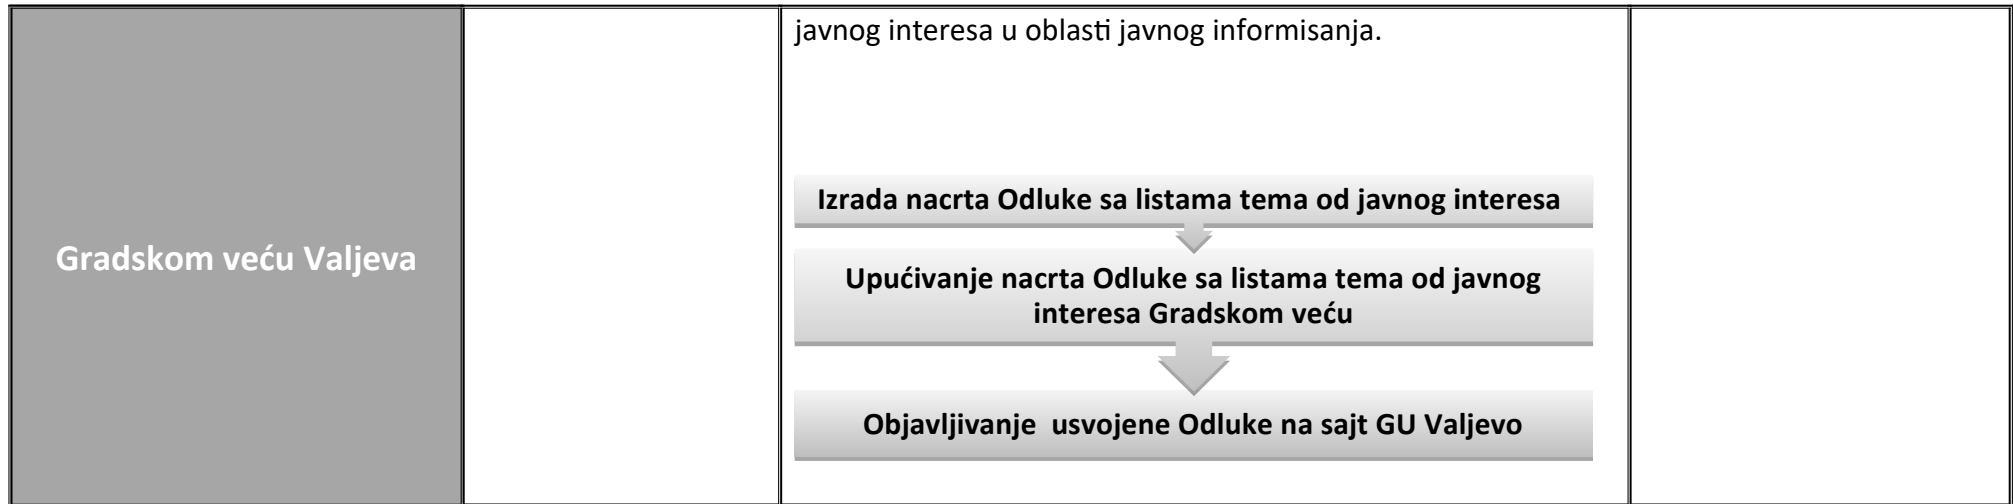 Gradskom veću Valjeva
javnog interesa u oblasti javnog informisanja.
Izrada nacrta Odluke sa listama tema od javnog interesa
Upućivanje nacrta Odluke sa listama tema od javnog
interesa Gradskom veću
Objavljivanje  usvojene Odluke na sajt GU Valjevo